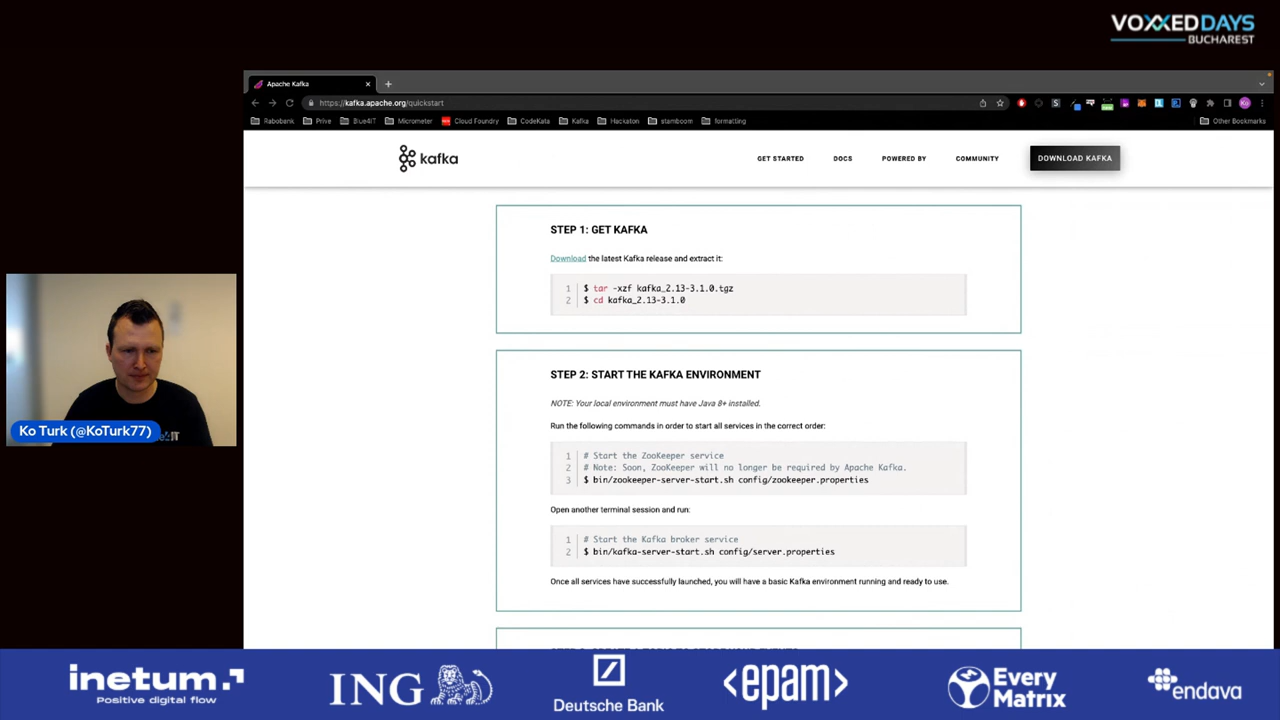 VOXXED DAYS
BUCHAREST
Apache Kafka
https://kafka.apache.org/quickstart
Rabobank
Prive
Blue4IT
Micrometer
Cloud Foundry
CodeKata
Kafka
Hackaton
stamboom
formatting
Other Bookmarks
kafka
GET STARTED
DOCS
POWERED BY
COMMUNITY
DOWNLOAD KAFKA
STEP 1: GET KAFKA
Download the latest Kafka release and extract it:
1 $ tar -xzf kafka_2.13-3.1.0.tgz
2 $ cd kafka_2.13-3.1.0
STEP 2: START THE KAFKA ENVIRONMENT
NOTE: Your local environment must have Java 8+ installed.
Run the following commands in order to start all services in the correct order:
1 # Start the ZooKeeper service
2 # Note: Soon, ZooKeeper will no longer be required by Apache Kafka.
3 $ bin/zookeeper-server-start.sh config/zookeeper.properties
Open another terminal session and run:
1 # Start the Kafka broker service
2 $ bin/kafka-server-start.sh config/server.properties
Once all services have successfully launched, you will have a basic Kafka environment running and ready to use.
Ko Turk (@KoTurk77)
inetum.
Positive digital flow
ING
Deutsche Bank
<epam>
Every
Matrix
endava